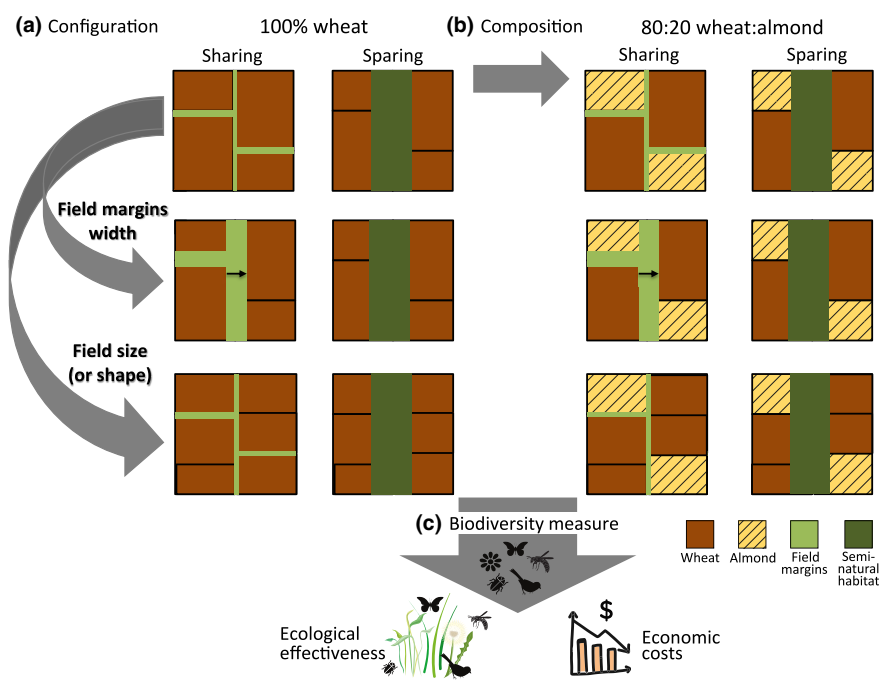 (a) Configuration
100% wheat
(b) Composition
80:20 wheat:almond
Sharing
Sparing
Sharing
Sparing
Field margins
width
Field size
(or shape)
(c) Biodiversity measure
Wheat
Almond
Field
margins
Semi-
natural
habitat
Ecological
effectiveness
$
Economic
costs